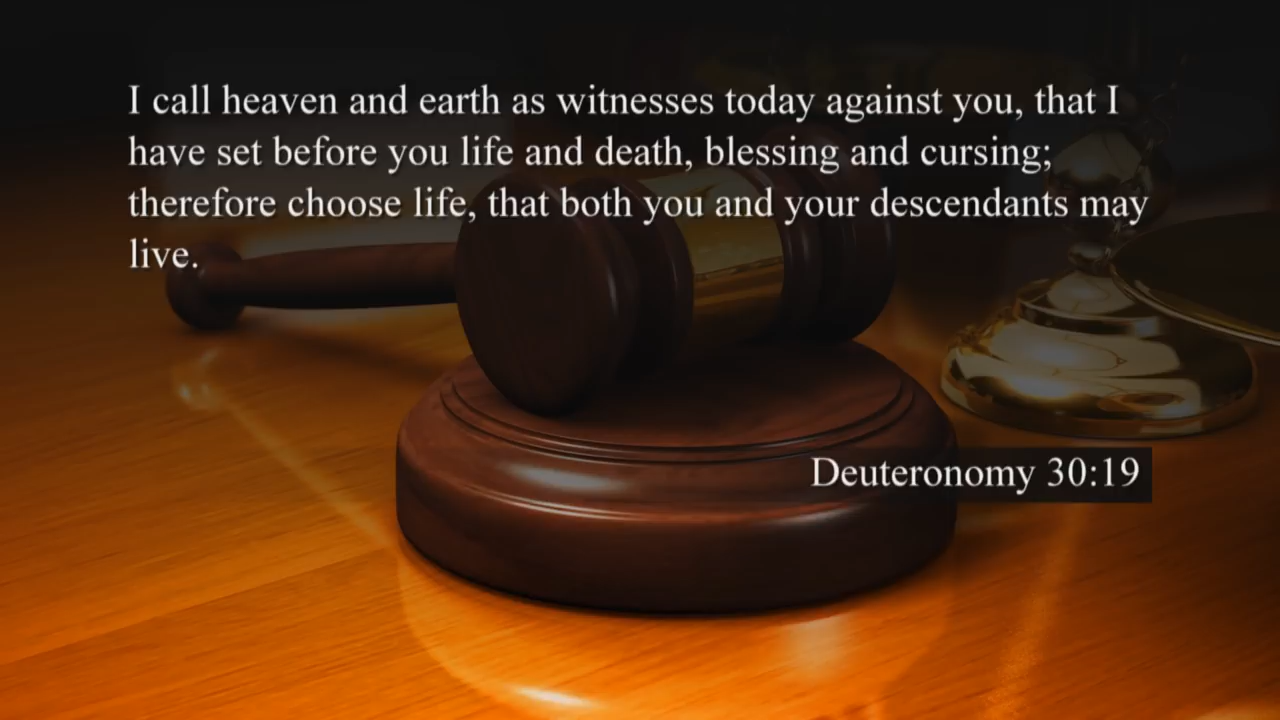 I call heaven and earth as witnesses today against you, that I
have set before you life and death, blessing and cursing;
therefore choose life, that both you and your descendants may
live.
Deuteronomy 30:19